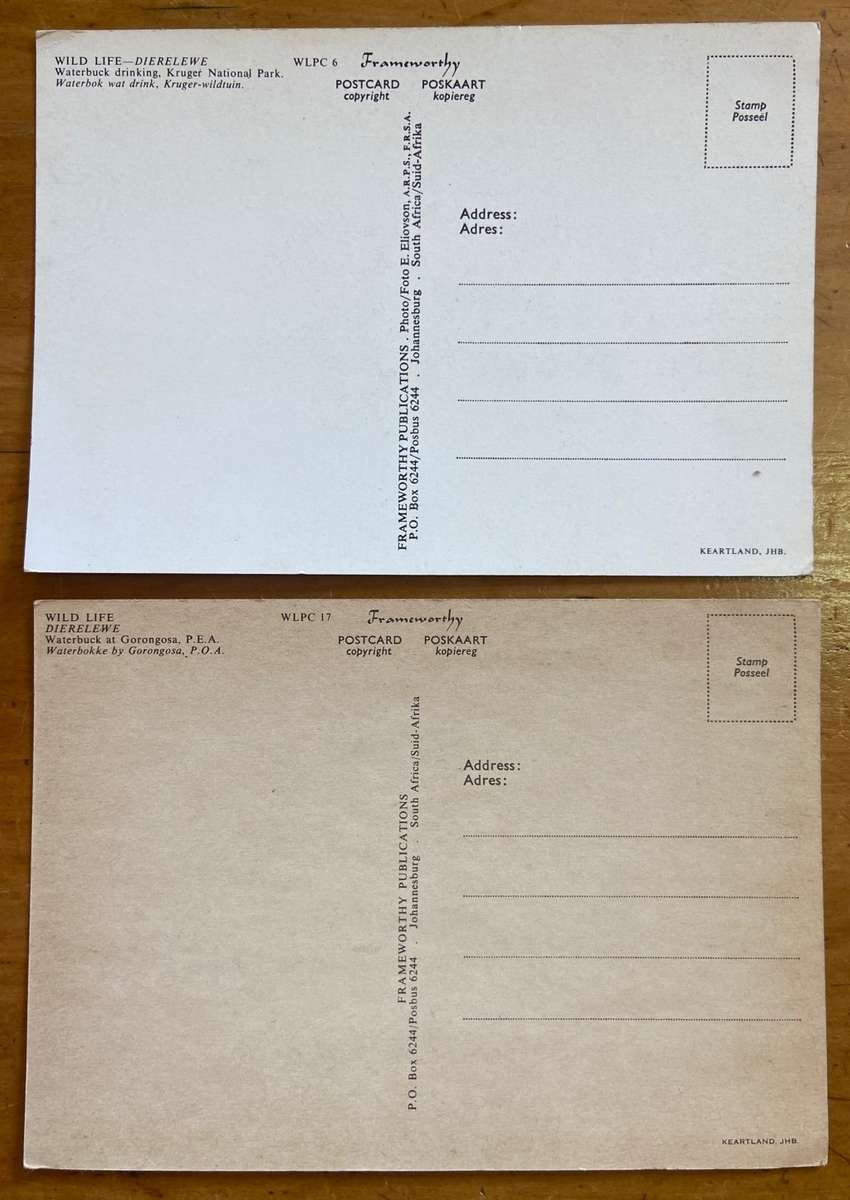 WILD LIFE—DIERELEWE
Waterbuck drinking, Kruger National Park.
Waterbok wat drink, Kruger-wildtuin.
WLPC 6
Frameworthy
POSTCARD POSKAART
copyright kopiereg
Stamp
Posseël
FRAMEWORTHY PUBLICATIONS . Photo/Foto E. Eliovson, A.R.P.S., F.R.S.A.
P.O. Box 6244/Posbus 6244 . Johannesburg . South Africa/Suid-Afrika
Address:
Adres:
KEARTLAND, JHB.
WILD LIFE
DIERELEWE
Waterbuck at Gorongosa, P.E.A.
Waterbokke by Gorongosa, P.O.A.
WLPC 17
Frameworthy
POSTCARD POSKAART
copyright kopiereg
Stamp
Posseël
FRAMEWORTHY PUBLICATIONS
P.O. Box 6244/Posbus 6244 . Johannesburg . South Africa/Suid-Afrika
Address:
Adres:
KEARTLAND, JHB.